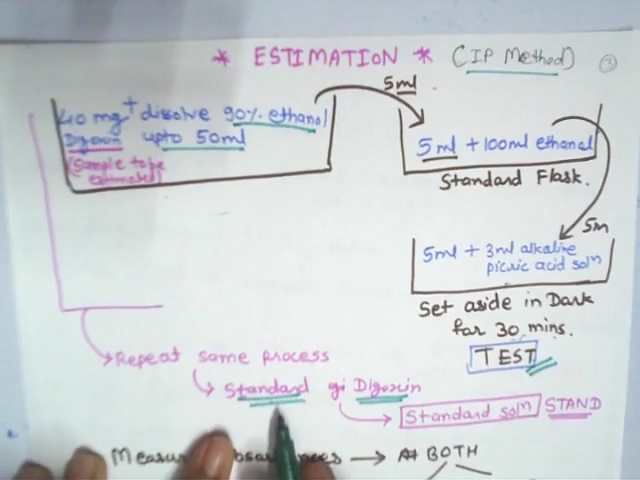 * ESTIMATION * (IP Method) 3
5ml
40 mg + dissolve 90% ethanol
Digoxin upto 50ml
(Sample to be
estimated)
5ml + 100ml ethanol
Standard Flask.
5m
5ml + 3ml alkaline
picric acid solⁿ
Set aside in Dark
for 30 mins.
TEST
Repeat same process
Standard gi Digoxin
Standard solⁿ STAND
BOTH